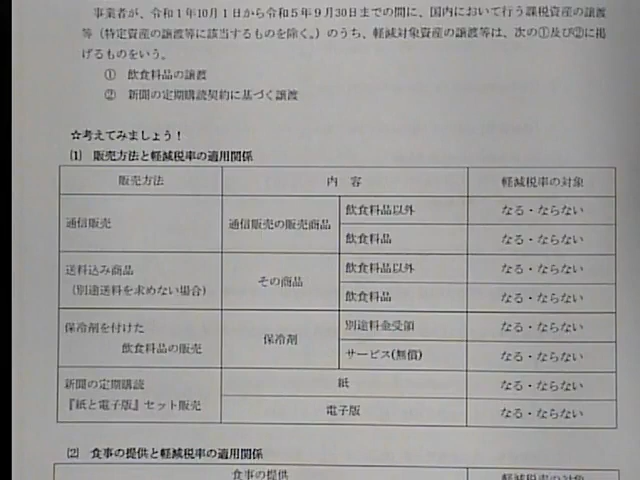 事業者が、令和1年10月1日から令和5年9月30日までの間に、国内において行う課税資産の譲渡
等（特定資産の譲渡等に該当するものを除く。）のうち、軽減対象資産の譲渡等は、次の①及び②に掲
げるものをいう。
① 飲食料品の譲渡
② 新聞の定期購読契約に基づく譲渡
☆考えてみましょう！
⑴ 販売方法と軽減税率の適用関係
販売方法 内 容 軽減税率の対象
通信販売 通信販売の販売商品 飲食料品以外 なる・ならない
飲食料品 なる・ならない
送料込み商品 （別途送料を求めない場合） その商品 飲食料品以外 なる・ならない
飲食料品 なる・ならない
保冷剤を付けた 飲食料品の販売 保冷剤 別途料金受領 なる・ならない
サービス(無償) なる・ならない
新聞の定期購読 『紙と電子版』セット販売 紙 なる・ならない
電子版 なる・ならない
⑵ 食事の提供と軽減税率の適用関係
食事の提供 軽減税率の対象